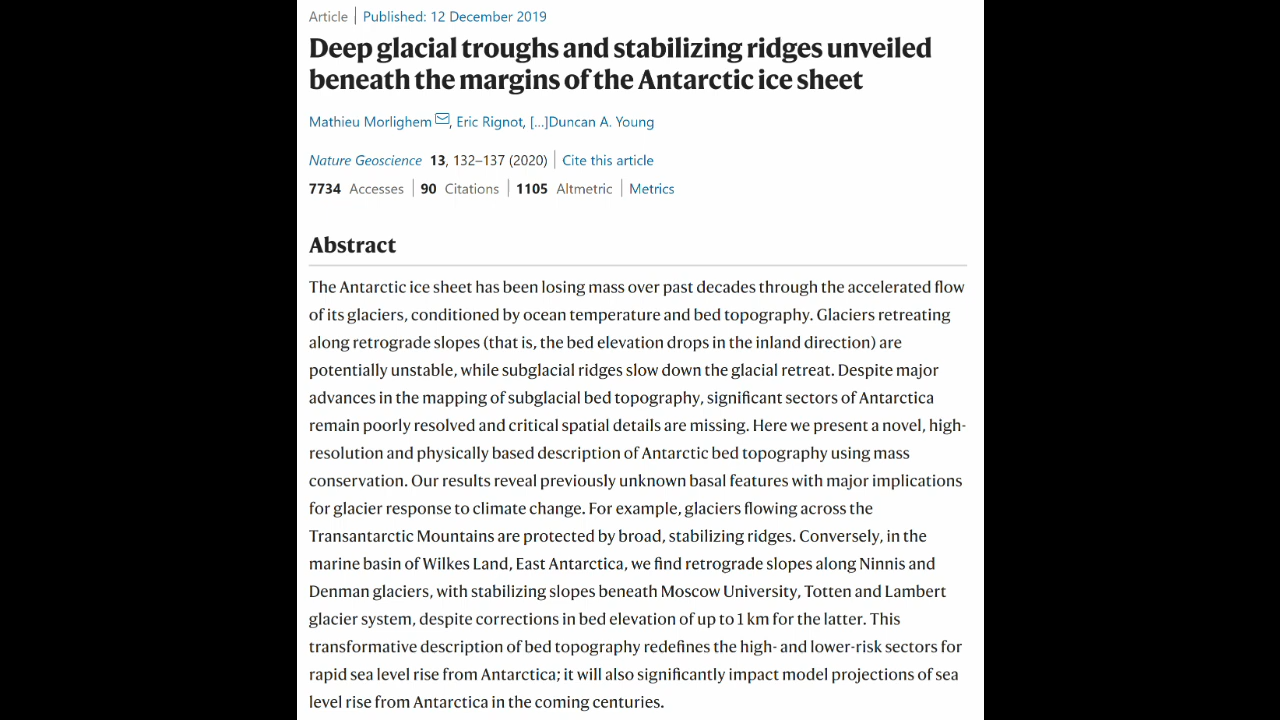 Article | Published: 12 December 2019
Deep glacial troughs and stabilizing ridges unveiled
beneath the margins of the Antarctic ice sheet
Mathieu Morlighem, Eric Rignot, [...]Duncan A. Young
Nature Geoscience 13, 132–137 (2020) | Cite this article
7734 Accesses | 90 Citations | 1105 Altmetric | Metrics
Abstract
The Antarctic ice sheet has been losing mass over past decades through the accelerated flow
of its glaciers, conditioned by ocean temperature and bed topography. Glaciers retreating
along retrograde slopes (that is, the bed elevation drops in the inland direction) are
potentially unstable, while subglacial ridges slow down the glacial retreat. Despite major
advances in the mapping of subglacial bed topography, significant sectors of Antarctica
remain poorly resolved and critical spatial details are missing. Here we present a novel, high-
resolution and physically based description of Antarctic bed topography using mass
conservation. Our results reveal previously unknown basal features with major implications
for glacier response to climate change. For example, glaciers flowing across the
Transantarctic Mountains are protected by broad, stabilizing ridges. Conversely, in the
marine basin of Wilkes Land, East Antarctica, we find retrograde slopes along Ninnis and
Denman glaciers, with stabilizing slopes beneath Moscow University, Totten and Lambert
glacier system, despite corrections in bed elevation of up to 1 km for the latter. This
transformative description of bed topography redefines the high- and lower-risk sectors for
rapid sea level rise from Antarctica; it will also significantly impact model projections of sea
level rise from Antarctica in the coming centuries.